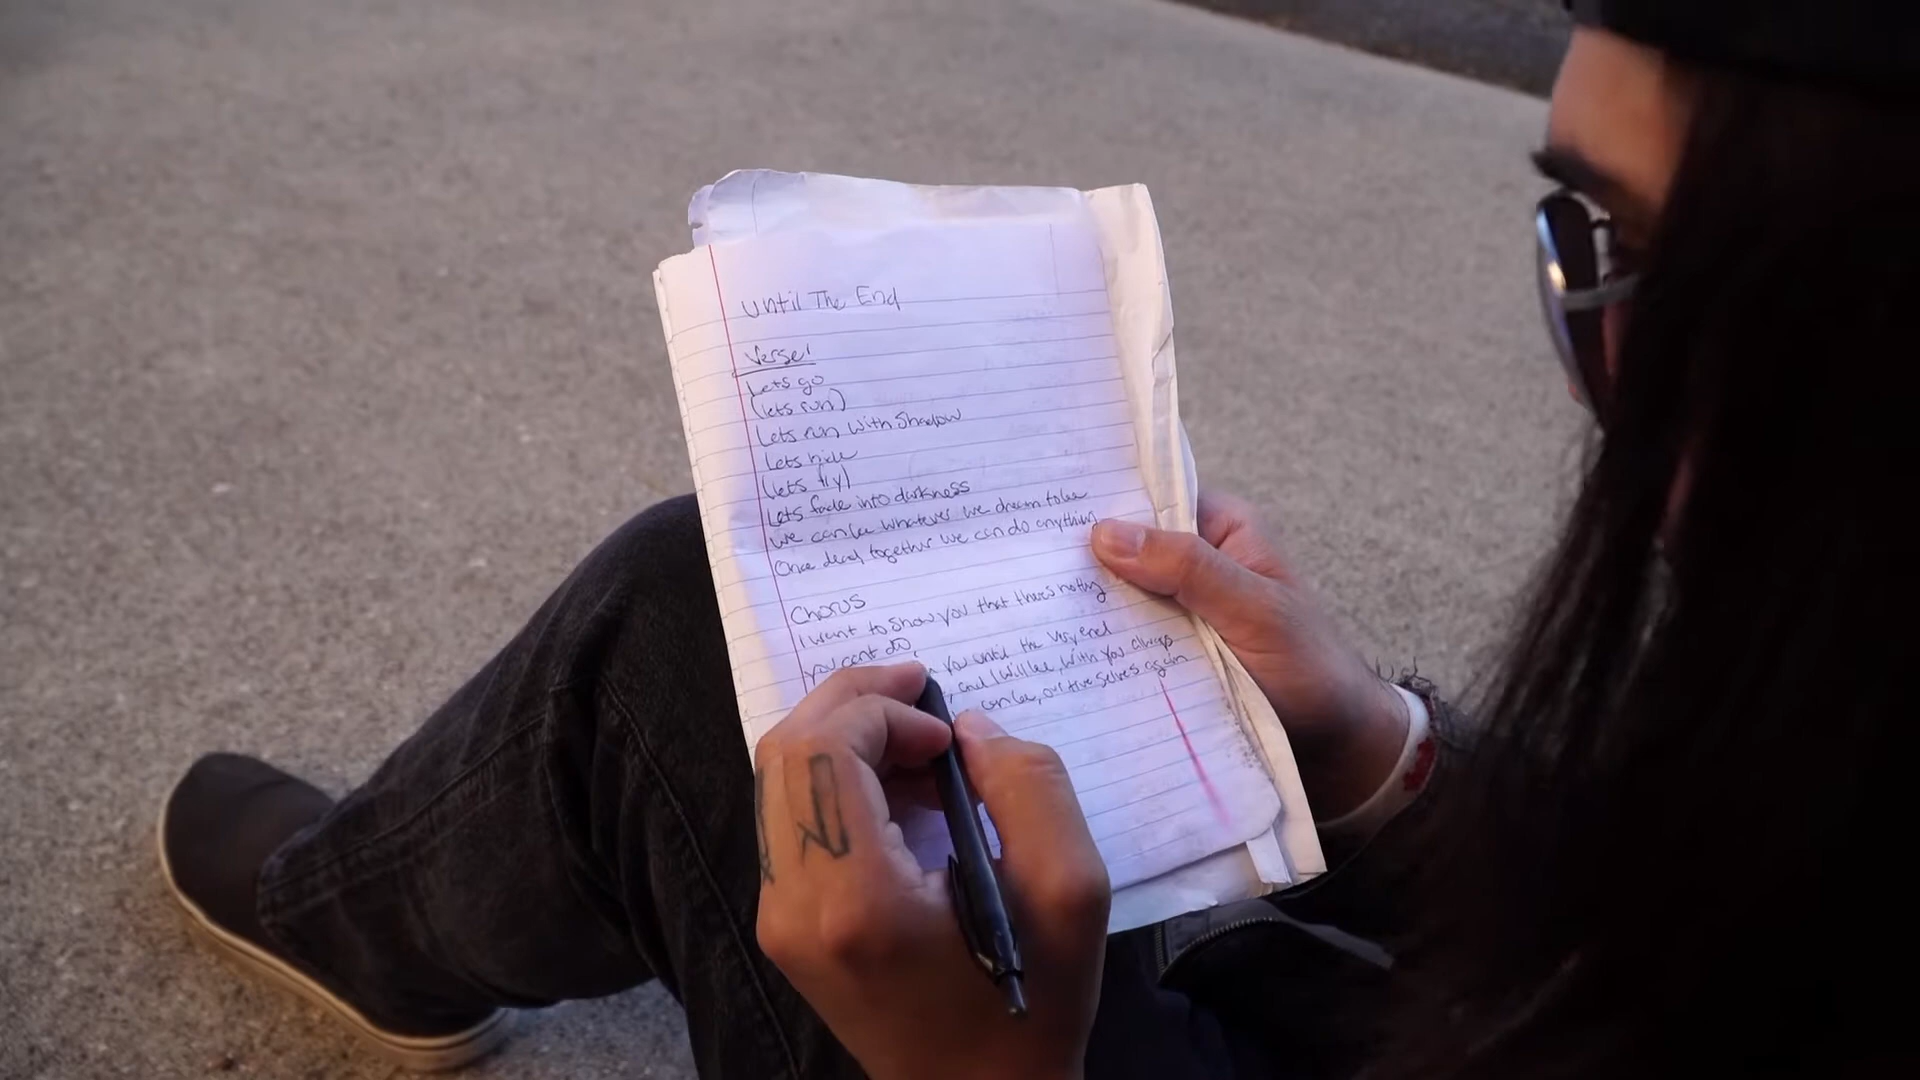 Until The End
Verse 1
Lets go
(lets run)
Lets run with Shadow
Lets hide
(lets fly)
Lets fade into darkness
We can be whatever we dream to be
Once dead together we can do anything
Chorus
I want to show you that theres nothing
you cant do
you until the very end
, and I will be, with you always
can be, our true selves again